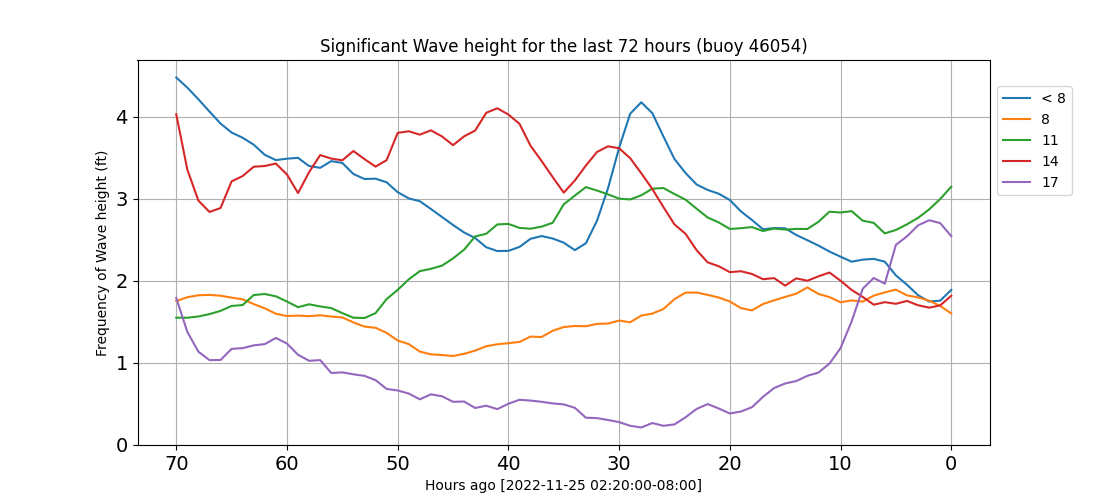 Significant Wave height for the last 72 hours (buoy 46054)
Frequency of Wave height (ft)
4
3
2
1
0
70 60 50 40 30 20 10 0
Hours ago [2022-11-25 02:20:00-08:00]
< 8
8
11
14
17